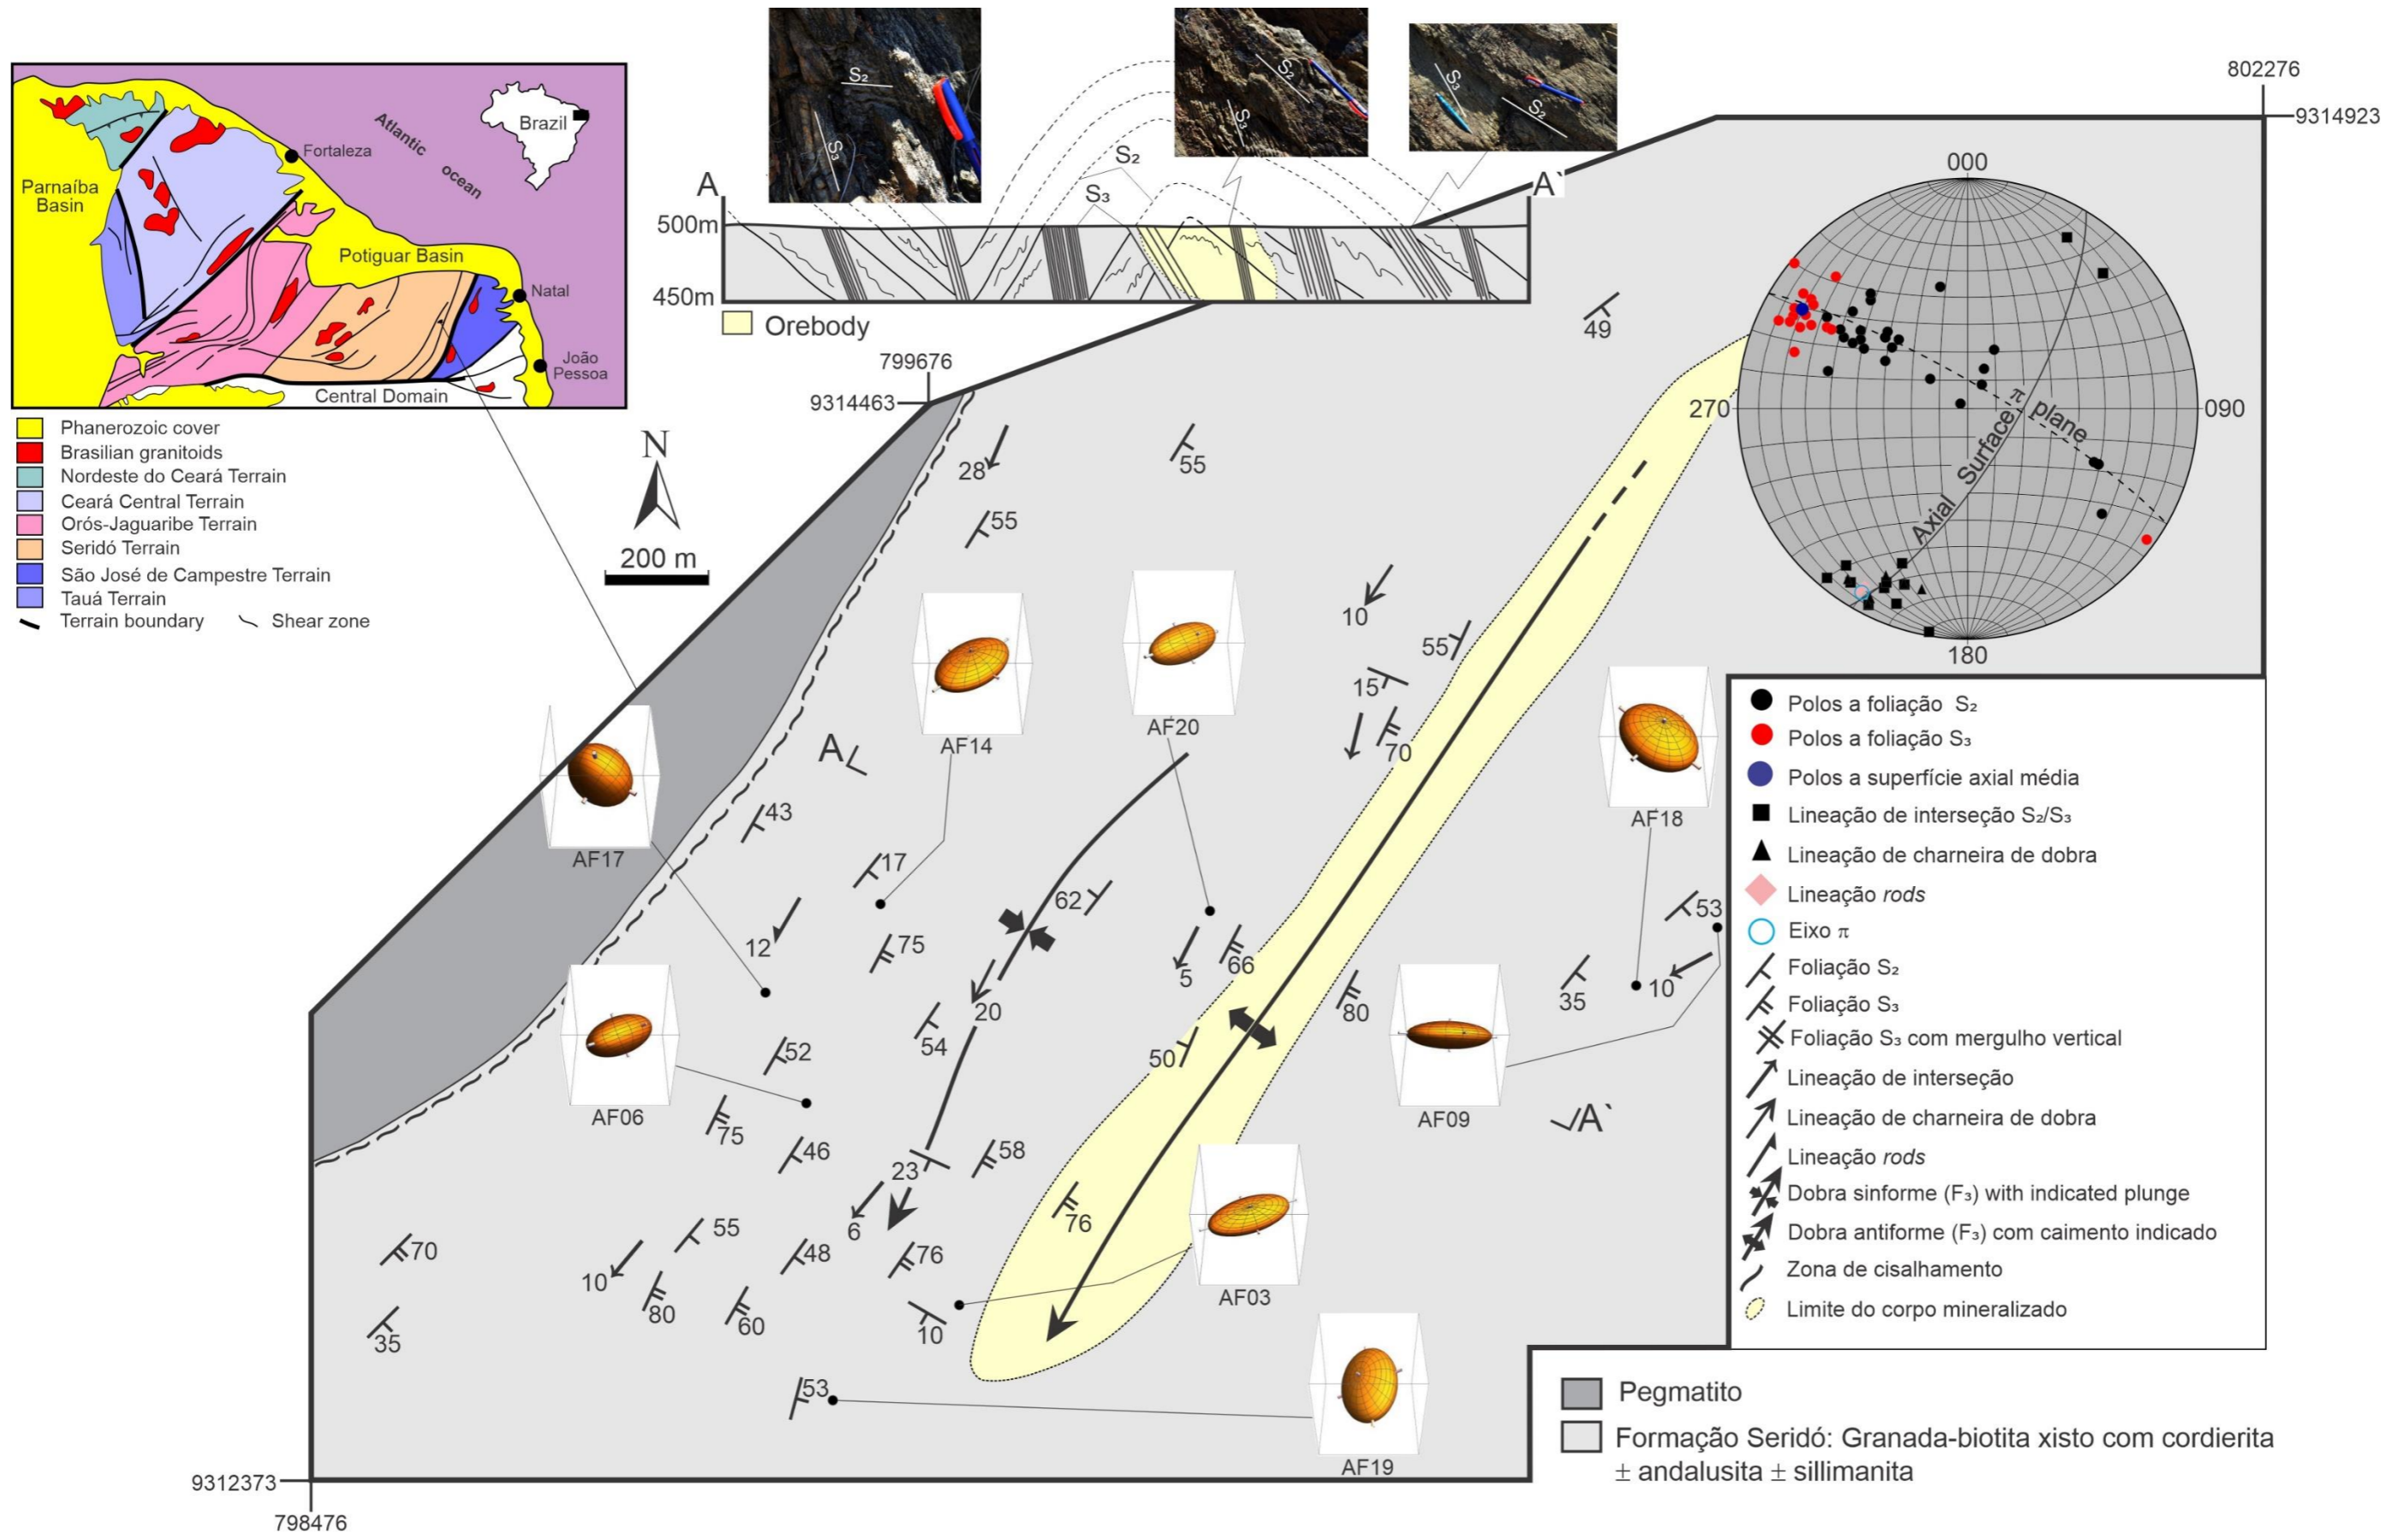 Parnaíba
Basin
Fortaleza
Atlantic
ocean
Brazil
Potiguar Basin
Natal
João
Pessoa
Central Domain
Phanerozoic cover
Brasilian granitoids
Nordeste do Ceará Terrain
Ceará Central Terrain
Orós-Jaguaribe Terrain
Seridó Terrain
São José de Campestre Terrain
Tauá Terrain
Terrain boundary
Shear zone
S₂
S₃
S₂
S₃
S₃
S₂
A
A`
S₂
S₃
500m
450m
Orebody
802276
9314923
799676
9314463
N
200 m
000
270
090
180
π plane
Axial Surface
49
28
55
55
10
55
15
70
AF14
AF20
AF18
AF17
A
43
17
12
75
62
20
54
5
66
80
35
10
53
50
52
AF06
75
46
AF09
A`
23
58
6
76
70
55
10
48
76
80
60
35
10
AF03
53
AF19
Polos a foliação S₂
Polos a foliação S₃
Polos a superfície axial média
Lineação de interseção S₂/S₃
Lineação de charneira de dobra
Lineação rods
Eixo π
Foliação S₂
Foliação S₃
Foliação S₃ com mergulho vertical
Lineação de interseção
Lineação de charneira de dobra
Lineação rods
Dobra sinforme (F₃) with indicated plunge
Dobra antiforme (F₃) com caimento indicado
Zona de cisalhamento
Limite do corpo mineralizado
Pegmatito
Formação Seridó: Granada-biotita xisto com cordierita
± andalusita ± sillimanita
9312373
798476